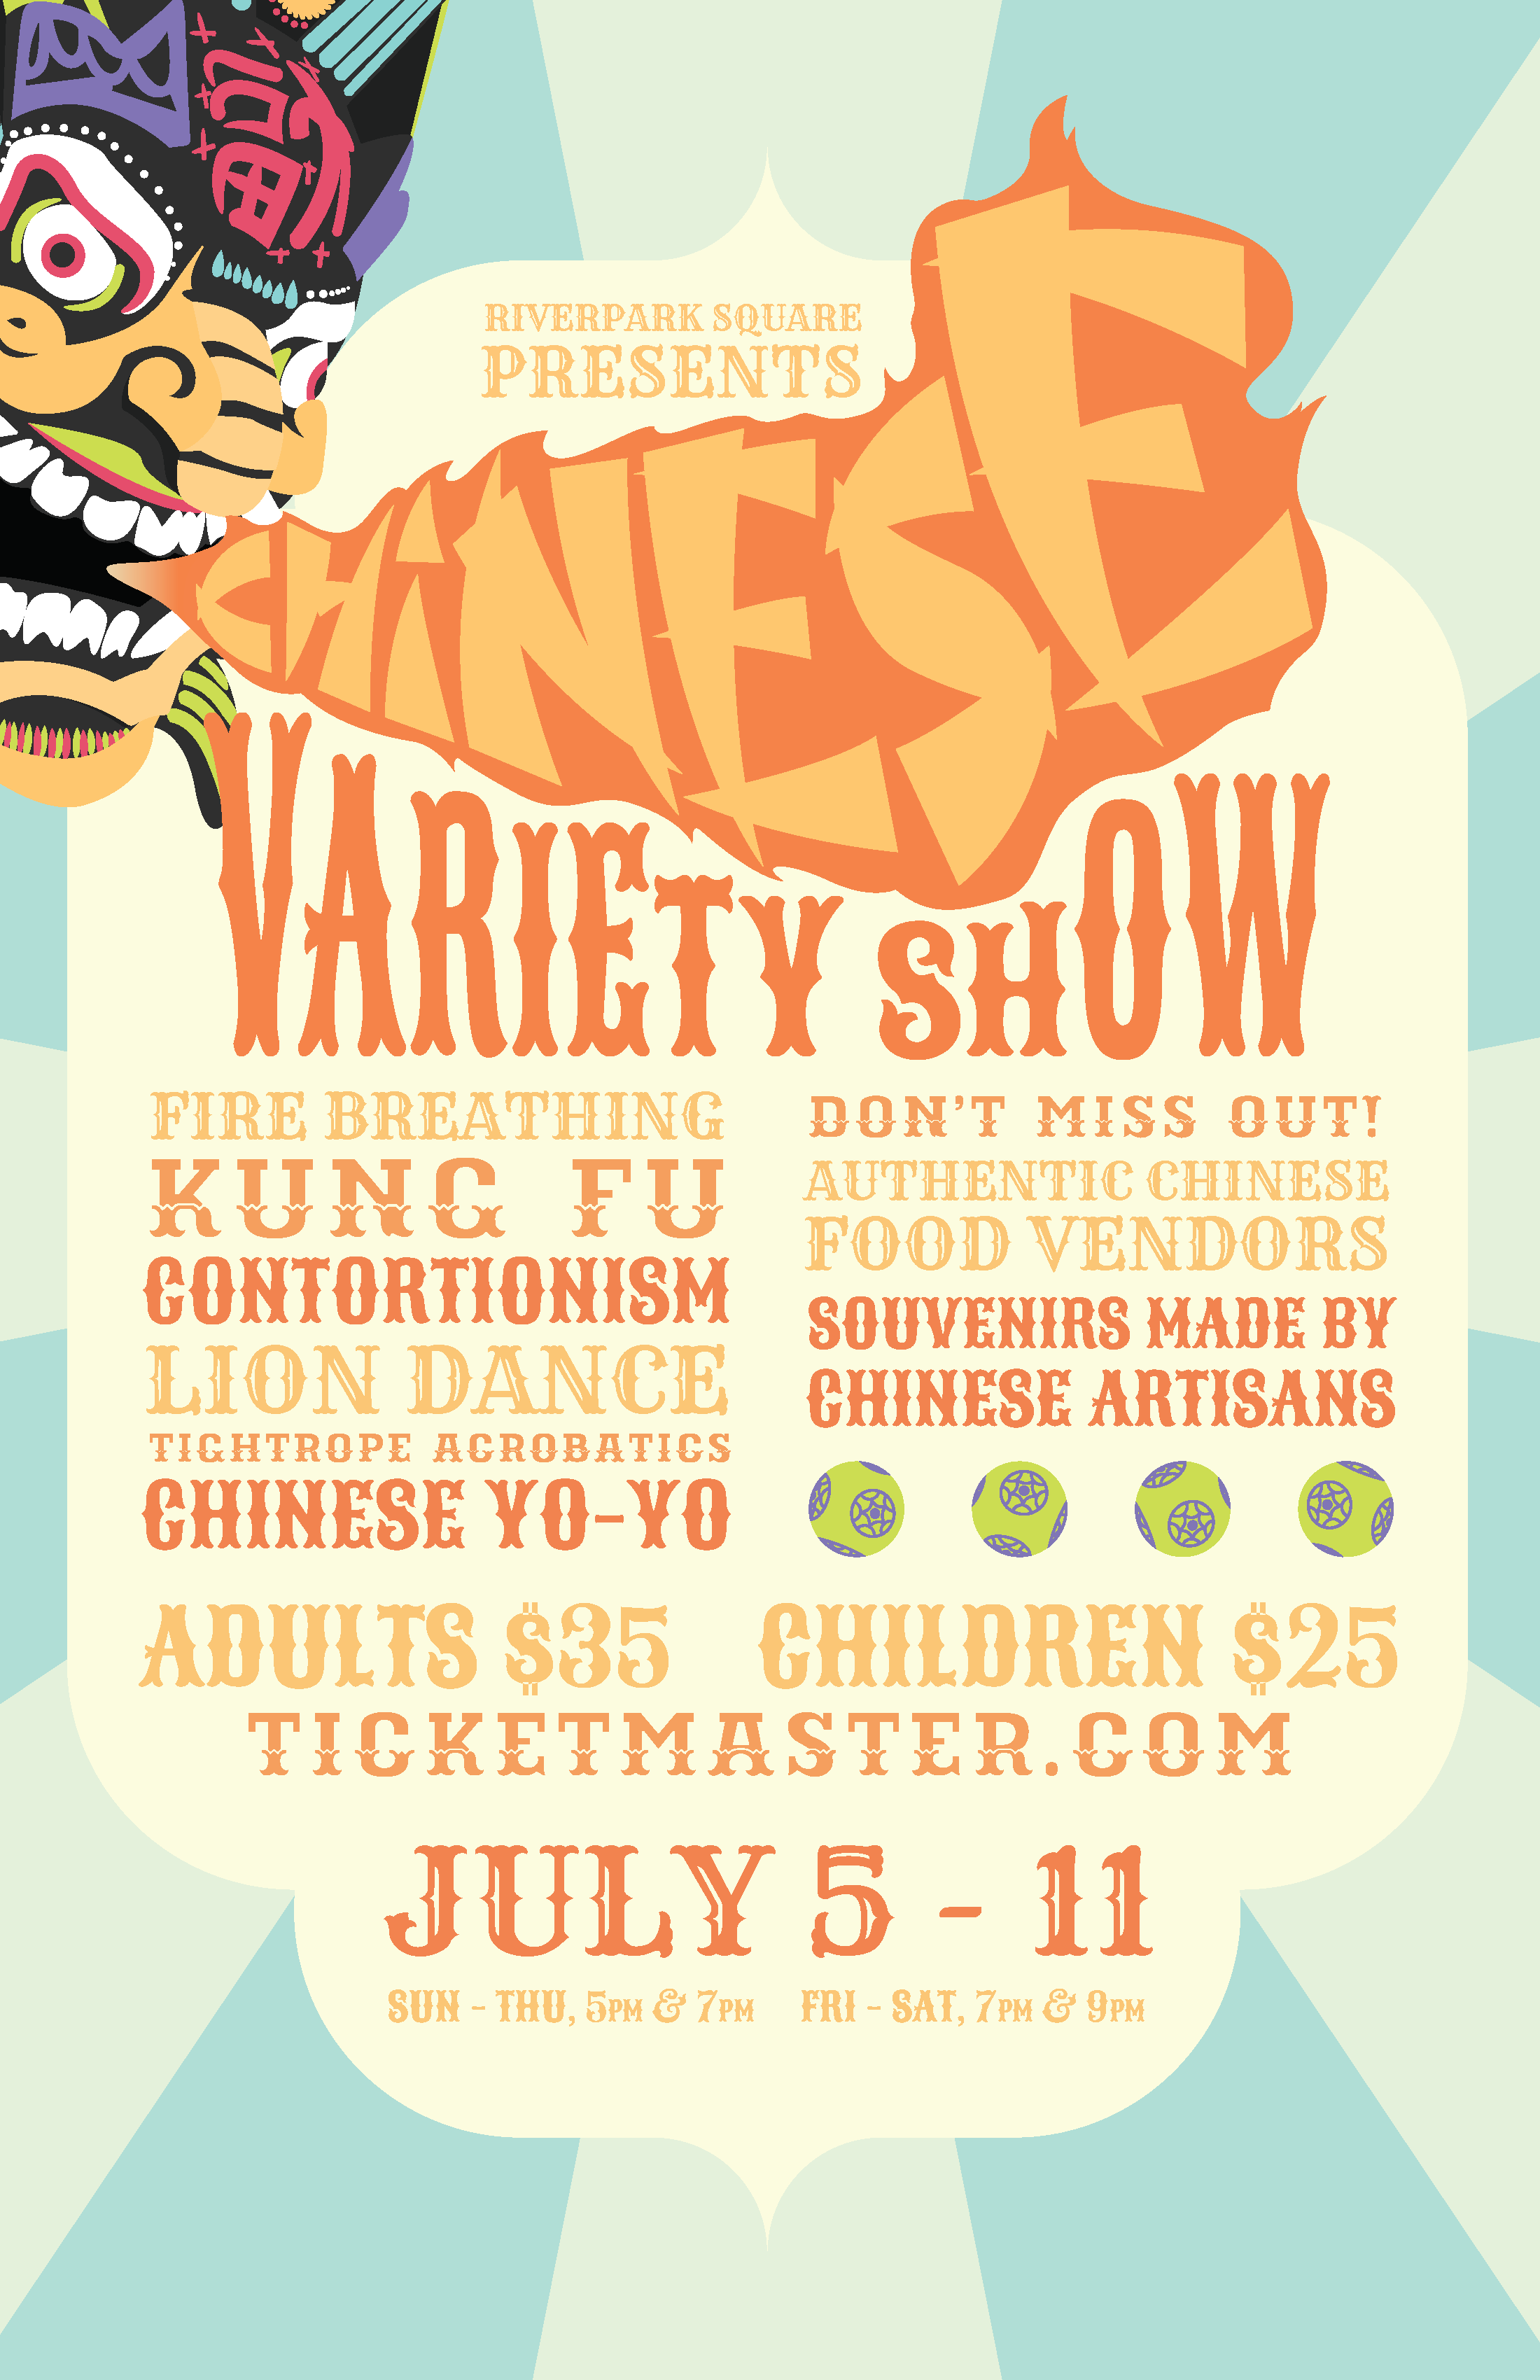 RIVERPARK SQUARE
PRESENTS
CHINESE
VARIETY SHOW
FIRE BREATHING
KUNG FU
CONTORTIONISM
LION DANCE
TIGHTROPE ACROBATICS
CHINESE YO-YO
DON'T MISS OUT!
AUTHENTIC CHINESE
FOOD VENDORS
SOUVENIRS MADE BY
CHINESE ARTISANS
ADULTS $35 CHILDREN $25
TICKETMASTER.COM
JULY 5 - 11
SUN - THU, 5PM & 7PM FRI - SAT, 7PM & 9PM